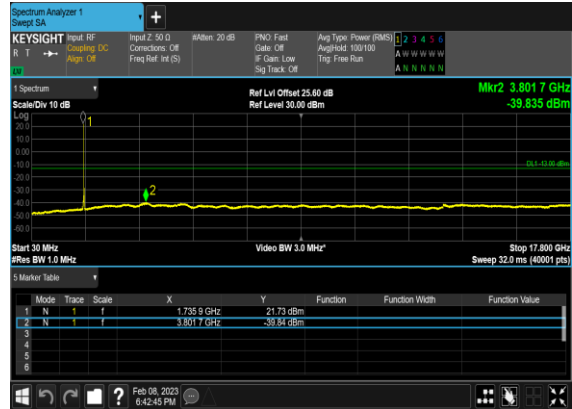 Spectrum Analyzer 1
Swept SA
+
KEYSIGHT Input: RF Input Z: 50 Ω #Atten: 20 dB PNO: Fast Avg Type: Power (RMS) 1 2 3 4 5 6
R T Coupling: DC Corrections: Off Gate: Off Avg|Hold: 100/100 A W W W W W
Align: Off Freq Ref: Int (S) IF Gain: Low Trig: Free Run
Sig Track: Off A N N N N N
1 Spectrum Ref Lvl Offset 25.60 dB Mkr2 3.801 7 GHz
Scale/Div 10 dB Ref Level 30.00 dBm -39.835 dBm
Log
20.0
10.0
0.00
-10.0
-20.0
-30.0
-40.0
-50.0
-60.0
1
2
DL1 -13.00 dBm
Start 30 MHz Video BW 3.0 MHz* Stop 17.800 GHz
#Res BW 1.0 MHz Sweep 32.0 ms (40001 pts)
5 Marker Table
Mode Trace Scale X Y Function Function Width Function Value
1 N 1 f 1.735 9 GHz 21.73 dBm
2 N 1 f 3.801 7 GHz -39.84 dBm
3
4
5
6
? Feb 08, 2023
6:42:45 PM